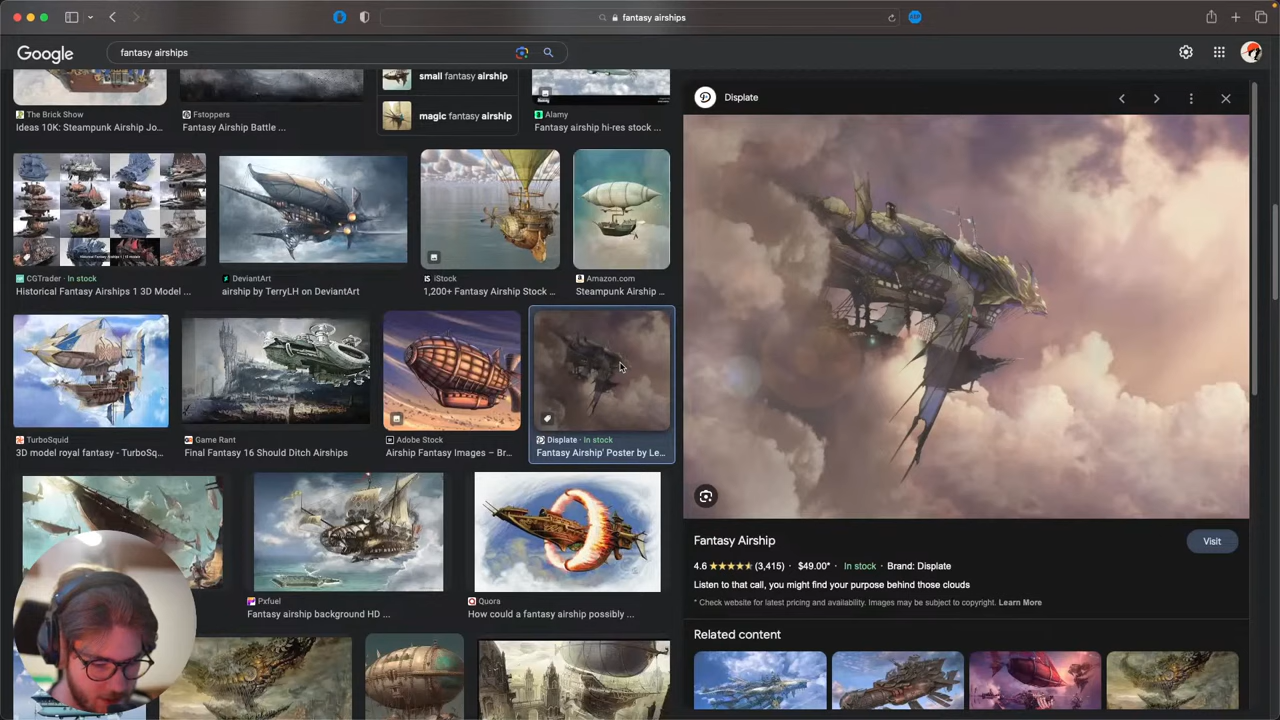 fantasy airships
Google
fantasy airships
The Brick Show
Ideas 10K: Steampunk Airship Jo...
Fstoppers
Fantasy Airship Battle ...
small fantasy airship
magic fantasy airship
Alamy
Fantasy airship hi-res stock ...
CGTrader · In stock
Historical Fantasy Airships 1 3D Model ...
DeviantArt
airship by TerryLH on DeviantArt
iStock
1,200+ Fantasy Airship Stock ...
Amazon.com
Steampunk Airship ...
TurboSquid
3D model royal fantasy - TurboSq...
Game Rant
Final Fantasy 16 Should Ditch Airships
Adobe Stock
Airship Fantasy Images – Br...
Displate · In stock
Fantasy Airship' Poster by Le...
Pxfuel
Fantasy airship background HD ...
Quora
How could a fantasy airship possibly ...
Displate
Fantasy Airship
Visit
4.6 ★★★★★ (3,415) · $49.00* · In stock · Brand: Displate
Listen to that call, you might find your purpose behind those clouds
* Check website for latest pricing and availability. Images may be subject to copyright. Learn More
Related content